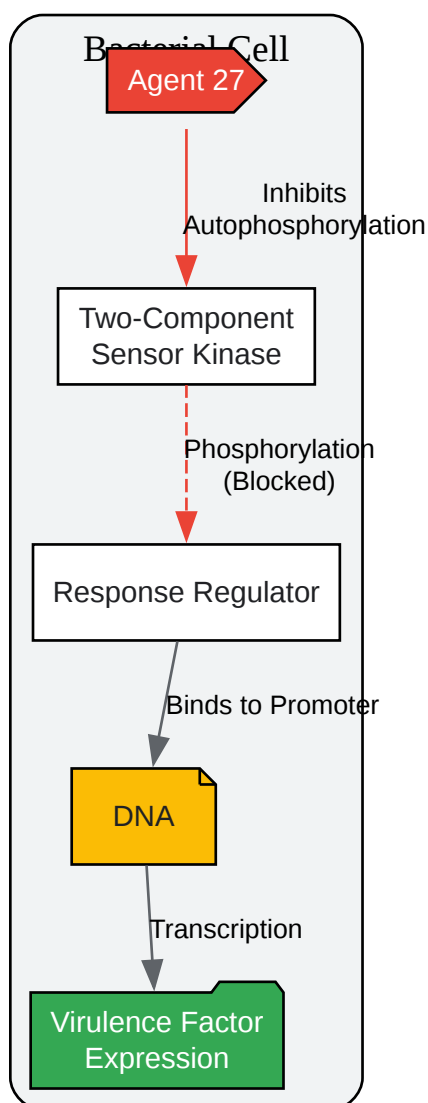 Bacterial Cell
Agent 27
Inhibits
Autophosphorylation
Two-Component
Sensor Kinase
Phosphorylation
(Blocked)
Response Regulator
Binds to Promoter
DNA
Transcription
Virulence Factor
Expression